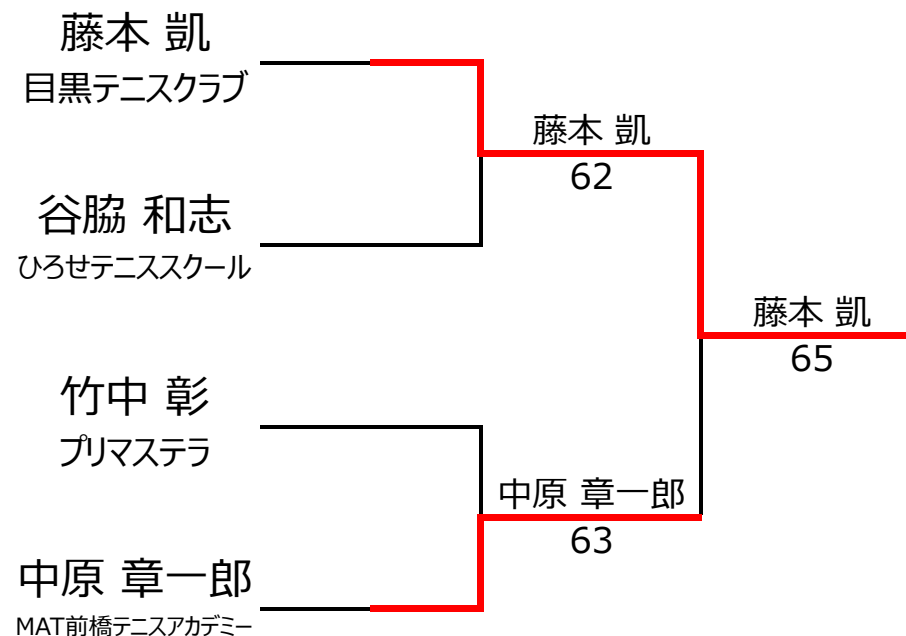 藤本 凱
目黒テニスクラブ
藤本 凱
62
谷脇 和志
ひろせテニススクール
藤本 凱
65
竹中 彰
プリマステラ
中原 章一郎
63
中原 章一郎
MAT前橋テニスアカデミー